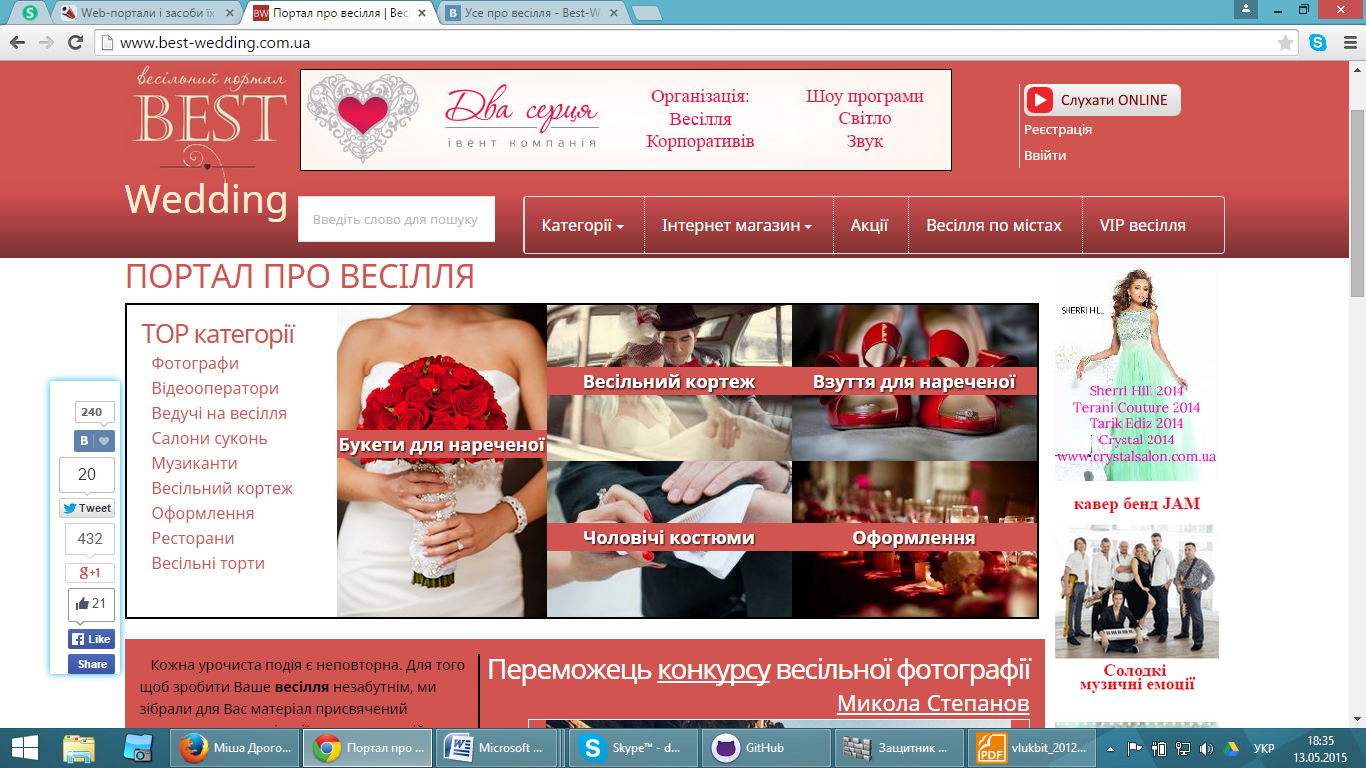 Web-портали і засоби їх
Портал про весілля | Весі
Усе про весілля - Best-W
www.best-wedding.com.ua
весільний портал
BEST
Wedding
Два серця
івент компанія
Організація:
Весілля
Корпоративів
Шоу програми
Світло
Звук
Слухати ONLINE
Реєстрація
Ввійти
Введіть слово для пошуку
Категорії
Інтернет магазин
Акції
Весілля по містах
VIP весілля
ПОРТАЛ ПРО ВЕСІЛЛЯ
TOP категорії
Фотографи
Відеооператори
Ведучі на весілля
Салони суконь
Музиканти
Весільний кортеж
Оформлення
Ресторани
Весільні торти
Букети для нареченої
Весільний кортеж
Взуття для нареченої
Чоловічі костюми
Оформлення
SHERRI HI...
Sherri Hill 2014
Terani Couture 2014
Tarik Ediz 2014
Crystal 2014
www.crystalsalon.com.ua
кавер бенд JAM
Солодкі
музичні емоції
240
B
20
Tweet
432
g+1
21
Like
Share
Кожна урочиста подія є неповторна. Для того
щоб зробити Ваше весілля незабутнім, ми
зібрали для Вас матеріал присвячений
Переможець конкурсу весільної фотографії
Микола Степанов
Міша Дрого...
Портал про ...
Microsoft ...
Skype™ - d...
GitHub
Защитник ...
vlukbit_2012...
УКР
18:35
13.05.2015